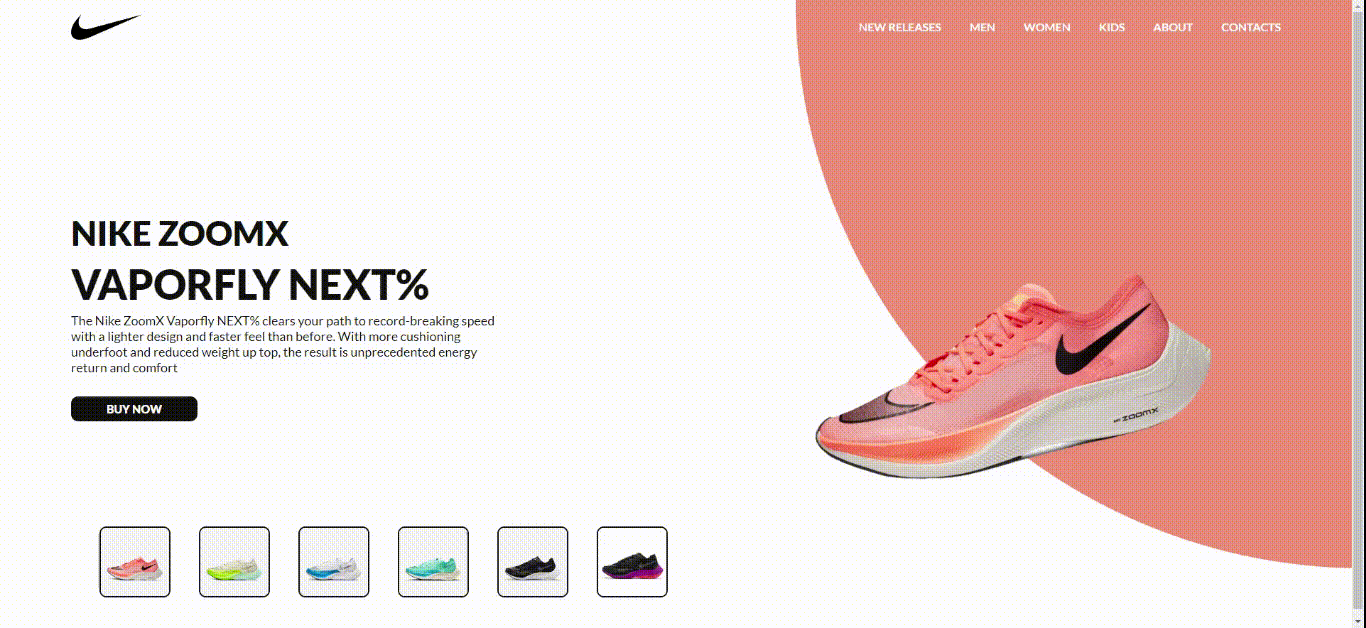 NEW RELEASES MEN WOMEN KIDS ABOUT CONTACTS
NIKE ZOOMX
VAPORFLY NEXT%
The Nike ZoomX Vaporfly NEXT% clears your path to record-breaking speed
with a lighter design and faster feel than before. With more cushioning
underfoot and reduced weight up top, the result is unprecedented energy
return and comfort
BUY NOW
ZOOMX